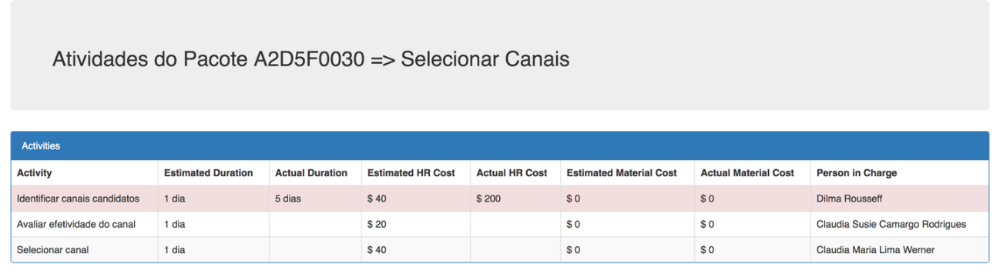 Atividades do Pacote A2D5F0030 => Selecionar Canais
Activities
Activity Estimated Duration Actual Duration Estimated HR Cost Actual HR Cost Estimated Material Cost Actual Material Cost Person in Charge
Identificar canais candidatos 1 dia 5 dias $ 40 $ 200 $ 0 $ 0 Dilma Rousseff
Avaliar efetividade do canal 1 dia $ 20 $ 0 $ 0 Claudia Susie Camargo Rodrigues
Selecionar canal 1 dia $ 40 $ 0 $ 0 Claudia Maria Lima Werner